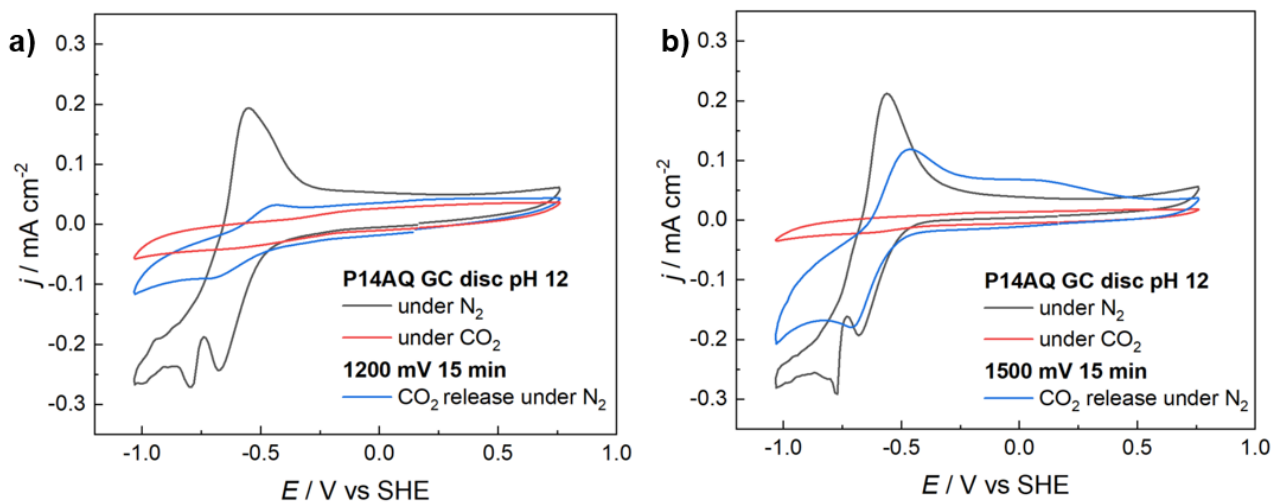 a)
0.3
0.2
0.1
0.0
-0.1
-0.2
-0.3
j / mA cm⁻²
P14AQ GC disc pH 12
under N₂
under CO₂
1200 mV 15 min
CO₂ release under N₂
-1.0 -0.5 0.0 0.5 1.0
E / V vs SHE
b)
0.3
0.2
0.1
0.0
-0.1
-0.2
-0.3
j / mA cm⁻²
P14AQ GC disc pH 12
under N₂
under CO₂
1500 mV 15 min
CO₂ release under N₂
-1.0 -0.5 0.0 0.5 1.0
E / V vs SHE